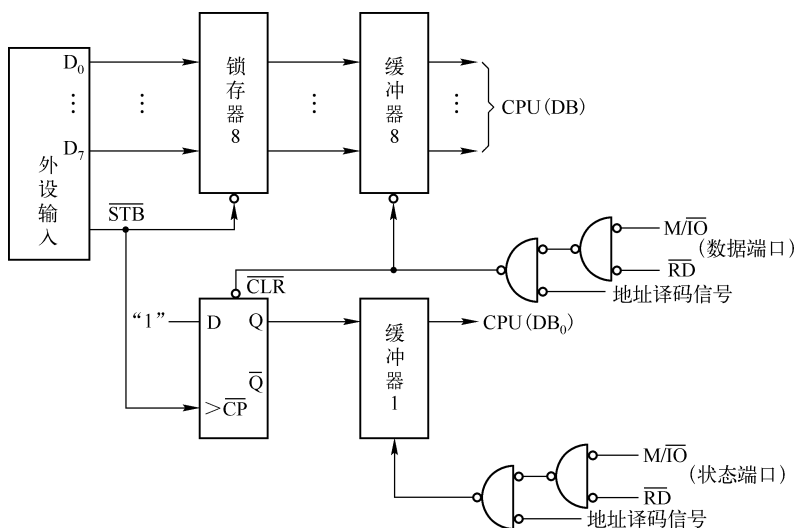 外设输入
D0
⋮
D7
STB
⋮
锁存器
8
⋮
缓冲器
8
⋮
CPU(DB)
M/IO
(数据端口)
RD
地址译码信号
CLR
“1”
D
Q
Q
>CP
缓冲器
1
CPU(DB0)
M/IO
(状态端口)
RD
地址译码信号